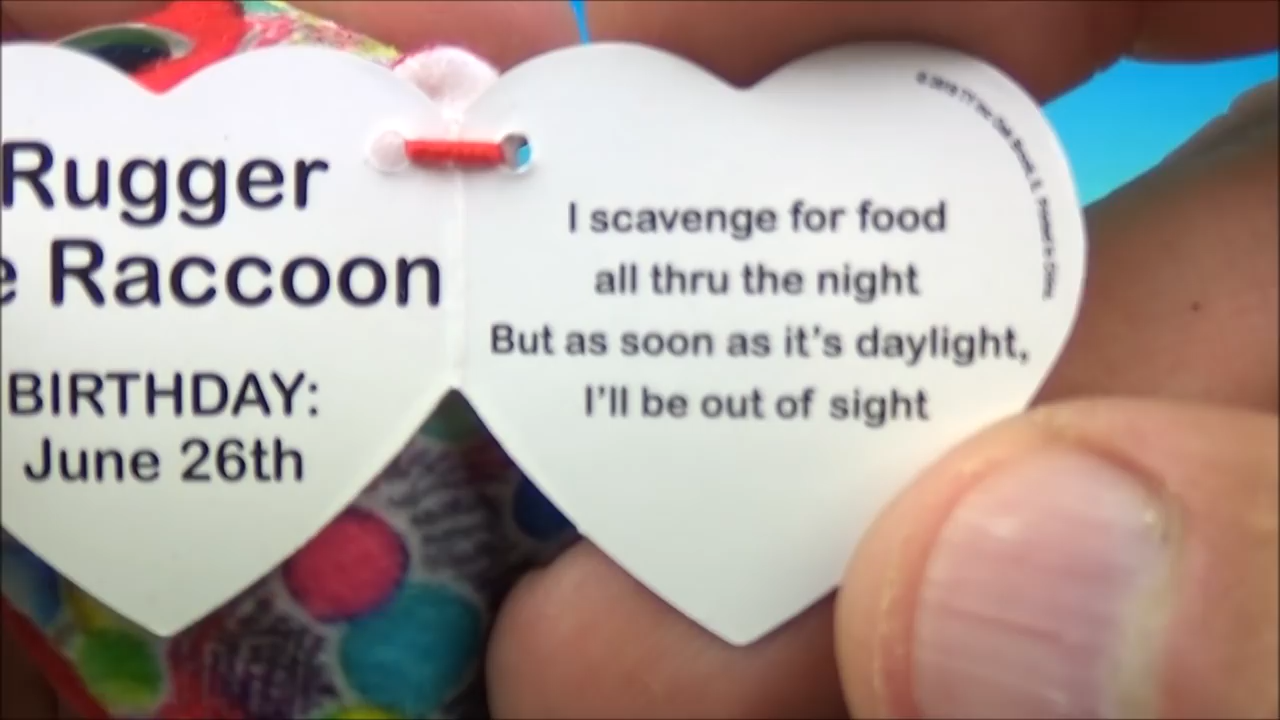 Rugger
e Raccoon
BIRTHDAY:
June 26th
I scavenge for food
all thru the night
But as soon as it's daylight,
I'll be out of sight